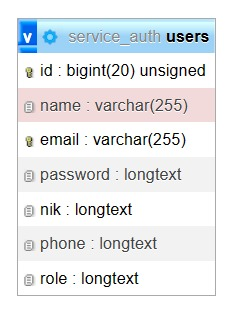 v service_auth users
id : bigint(20) unsigned
name : varchar(255)
email : varchar(255)
password : longtext
nik : longtext
phone : longtext
role : longtext